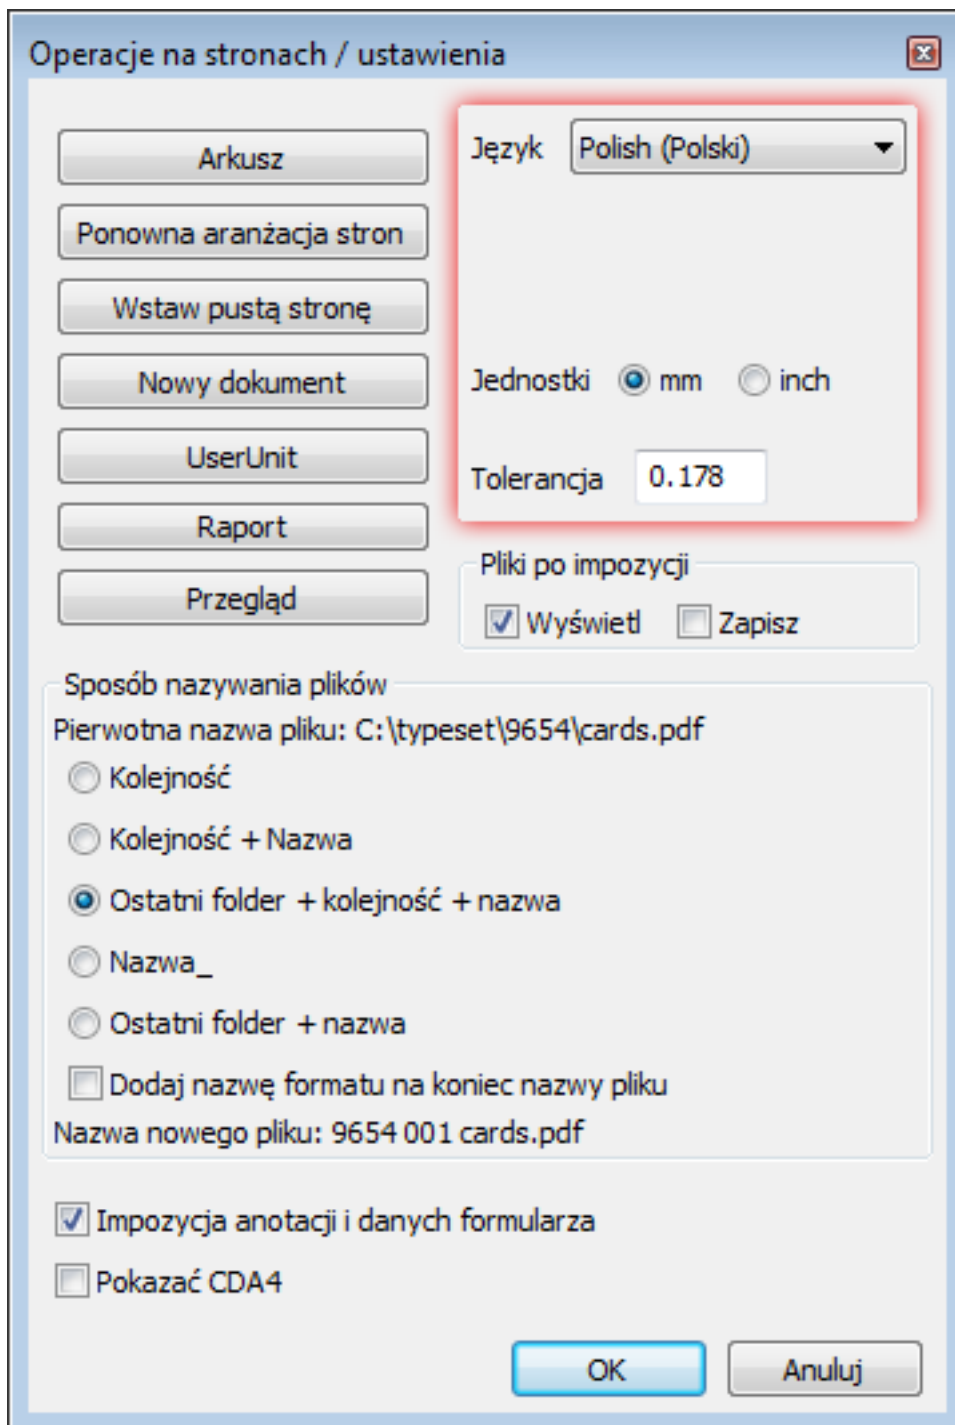 Operacje na stronach / ustawienia
Arkusz
Ponowna aranżacja stron
Wstaw pustą stronę
Nowy dokument
UserUnit
Raport
Przegląd
Język Polish (Polski)
Jednostki mm inch
Tolerancja 0.178
Pliki po impozycji
Wyświetl Zapisz
Sposób nazywania plików
Pierwotna nazwa pliku: C:\typeset\9654\cards.pdf
Kolejność
Kolejność + Nazwa
Ostatni folder + kolejność + nazwa
Nazwa_
Ostatni folder + nazwa
Dodaj nazwę formatu na koniec nazwy pliku
Nazwa nowego pliku: 9654 001 cards.pdf
Impozycja anotacji i danych formularza
Pokazać CDA4
OK Anuluj